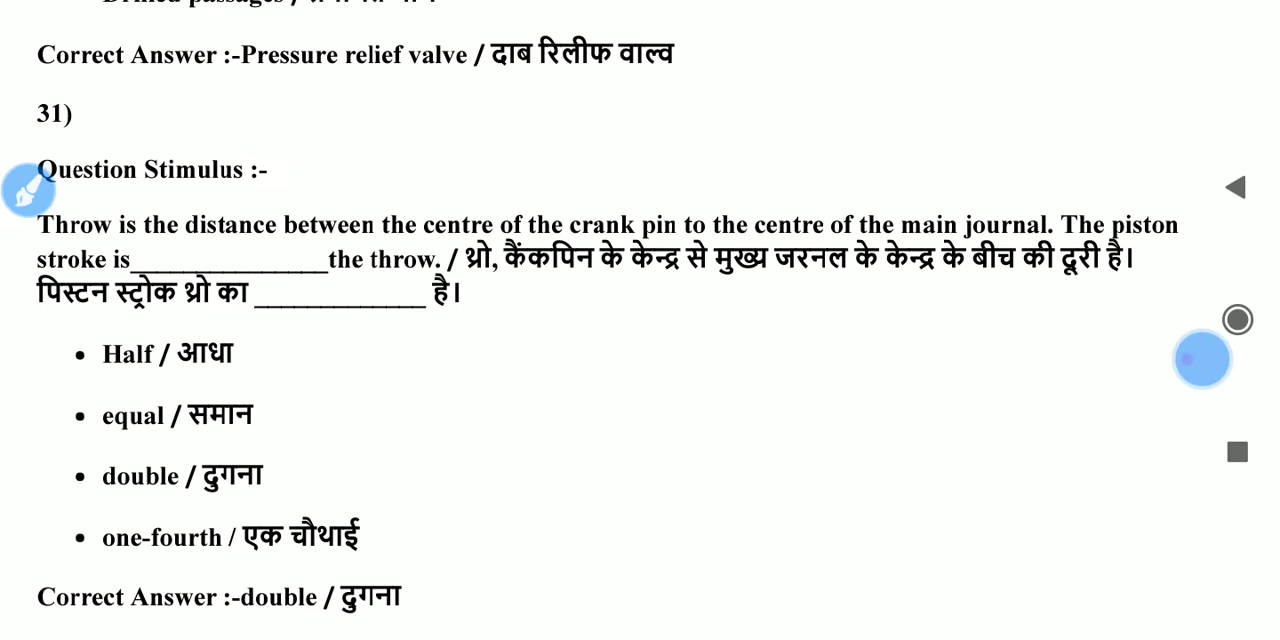 Correct Answer :-Pressure relief valve / दाब रिलीफ वाल्व
31)
Question Stimulus :-
Throw is the distance between the centre of the crank pin to the centre of the main journal. The piston
stroke is_______________the throw. / थ्रो, कैंकपिन के केन्द्र से मुख्य जरनल के केन्द्र के बीच की दूरी है।
पिस्टन स्ट्रोक थ्रो का _____________ है।
• Half / आधा
• equal / समान
• double / दुगना
• one-fourth / एक चौथाई
Correct Answer :-double / दुगना